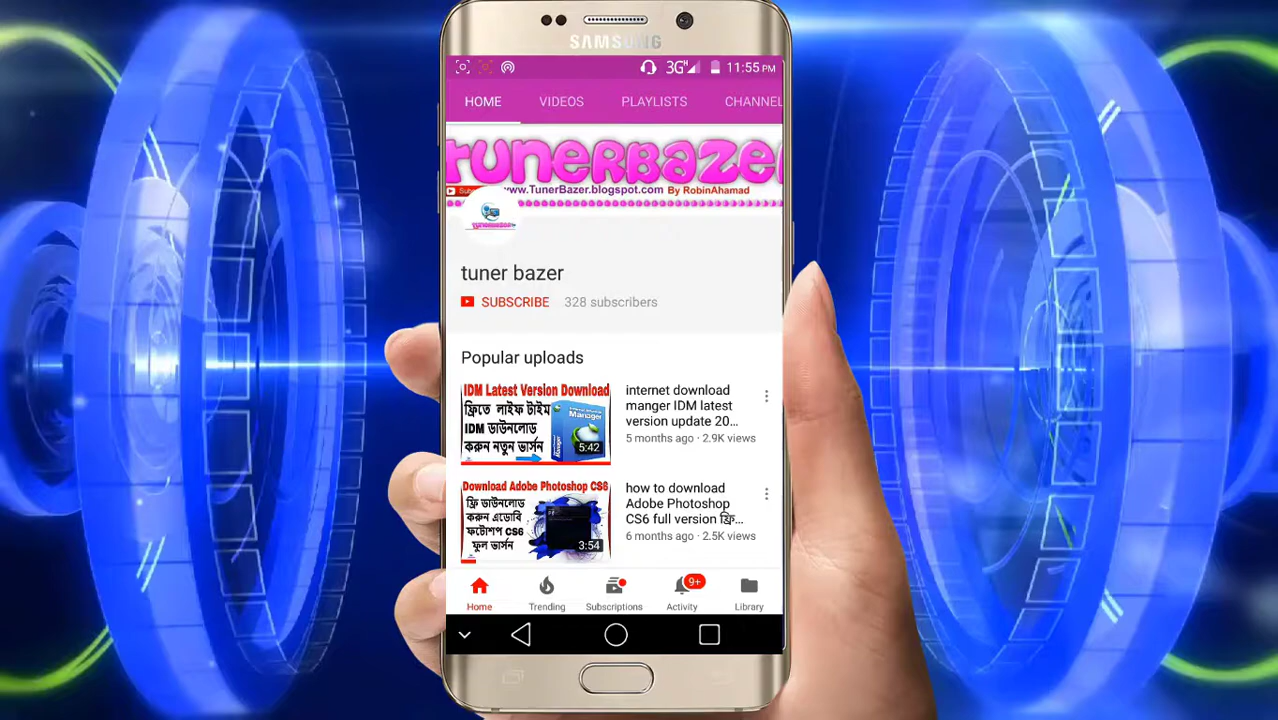 SAMSUNG
3G H 11:55 PM
HOME VIDEOS PLAYLISTS CHANNEL
TUNERBAZER
www.TunerBazer.blogspot.com By RobinAhamad
tuner bazer
SUBSCRIBE 328 subscribers
Popular uploads
IDM Latest Version Download
ফ্রিতে লাইফ টাইম
IDM ডাউনলোড
করুন নতুন ভার্সন
Manager
5:42
internet download
manger IDM latest
version update 20...
5 months ago · 2.9K views
Download Adobe Photoshop CS6
ফ্রি ডাউনলোড
করুন এডোবি
ফটোশপ CS6
ফুল ভার্সন
3:54
how to download
Adobe Photoshop
CS6 full version ফ্রি...
6 months ago · 2.5K views
9+
Home Trending Subscriptions Activity Library